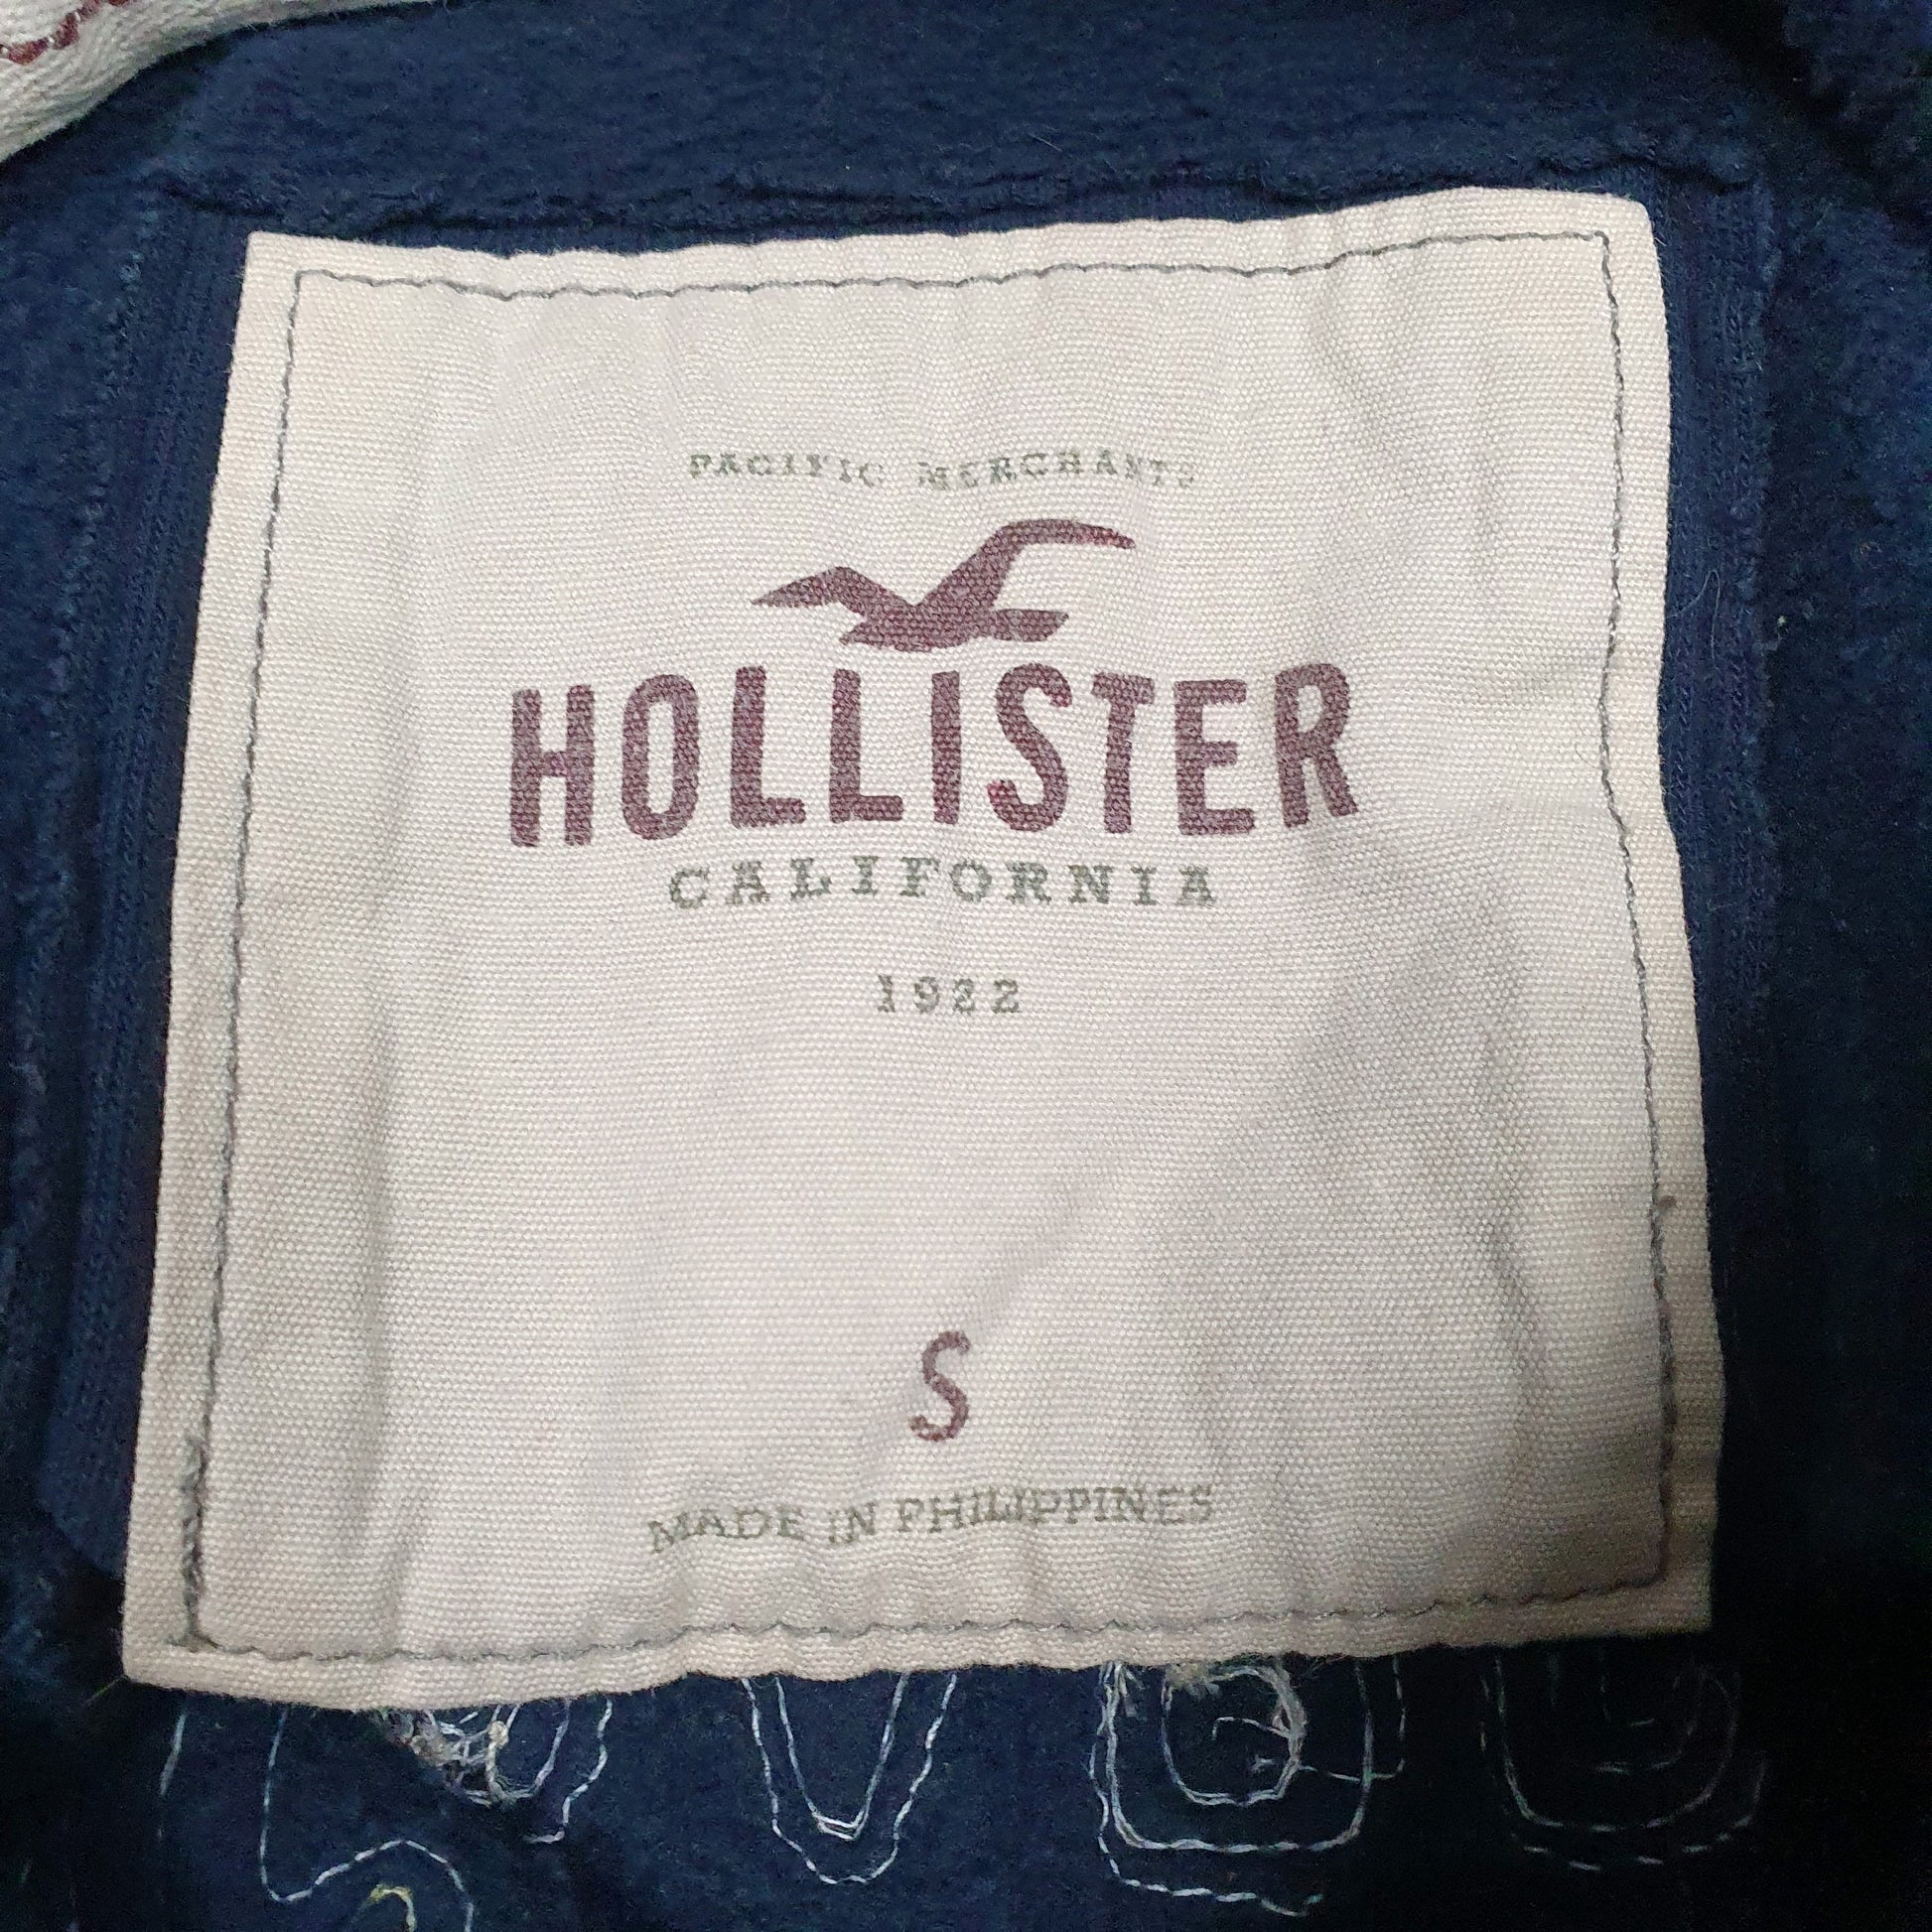 PACIFIC MERCHANTS
HOLLISTER
CALIFORNIA
1922
S
MADE IN PHILIPPINES